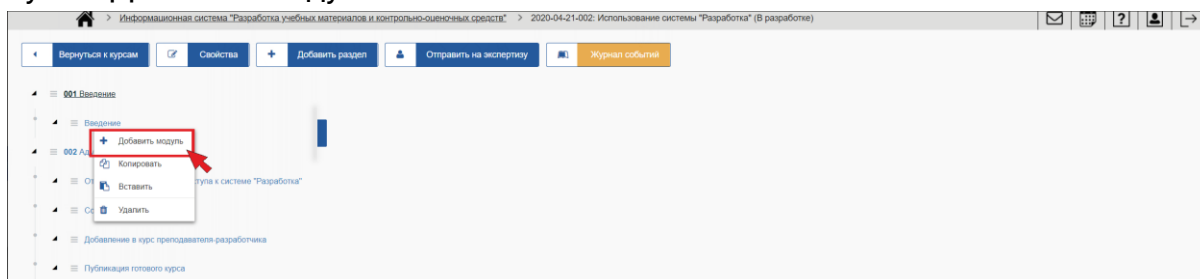 > Информационная система "Разработка учебных материалов и контрольно-оценочных средств" > 2020-04-21-002: Использование системы "Разработка" (В разработке)
Вернуться к курсам Свойства + Добавить раздел Отправить на экспертизу Журнал событий
001 Введение
Введение
+ Добавить модуль
002
Копировать
тупа к системе "Разработка"
Вставить
Удалить
Добавление в курс преподавателя-разработчика
Публикация готового курса